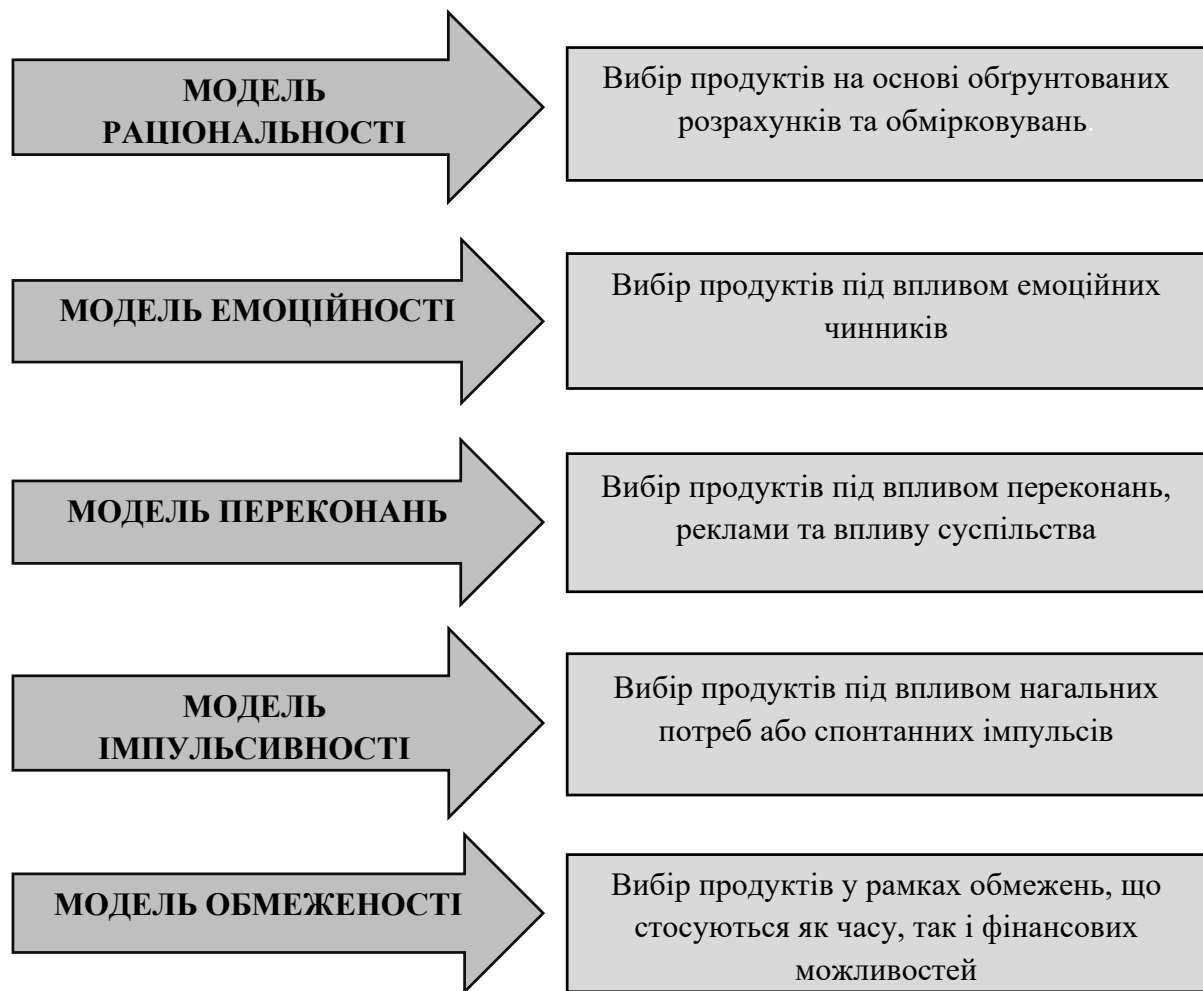 МОДЕЛЬ
РАЦІОНАЛЬНОСТІ
Вибір продуктів на основі обґрунтованих
розрахунків та обмірковувань.
МОДЕЛЬ ЕМОЦІЙНОСТІ
Вибір продуктів під впливом емоційних
чинників
МОДЕЛЬ ПЕРЕКОНАНЬ
Вибір продуктів під впливом переконань,
реклами та впливу суспільства
МОДЕЛЬ
ІМПУЛЬСИВНОСТІ
Вибір продуктів під впливом нагальних
потреб або спонтанних імпульсів
МОДЕЛЬ ОБМЕЖЕНОСТІ
Вибір продуктів у рамках обмежень, що
стосуються як часу, так і фінансових
можливостей